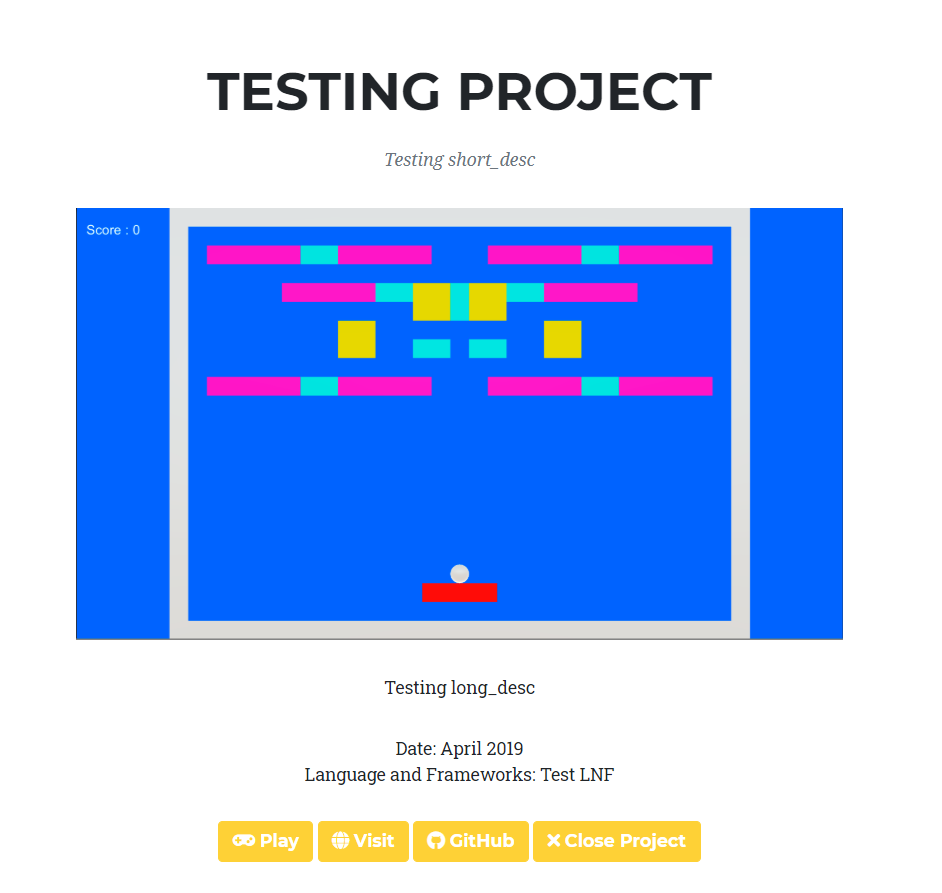 TESTING PROJECT
Testing short_desc
Score : 0
Testing long_desc
Date: April 2019
Language and Frameworks: Test LNF
Play Visit GitHub Close Project